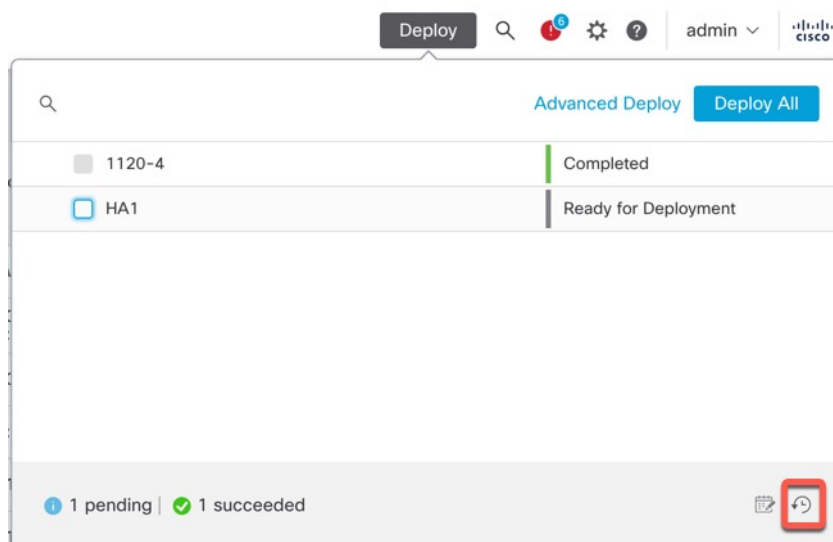 Deploy 6 ? admin cisco
Advanced Deploy Deploy All
1120-4 Completed
HA1 Ready for Deployment
1 pending 1 succeeded